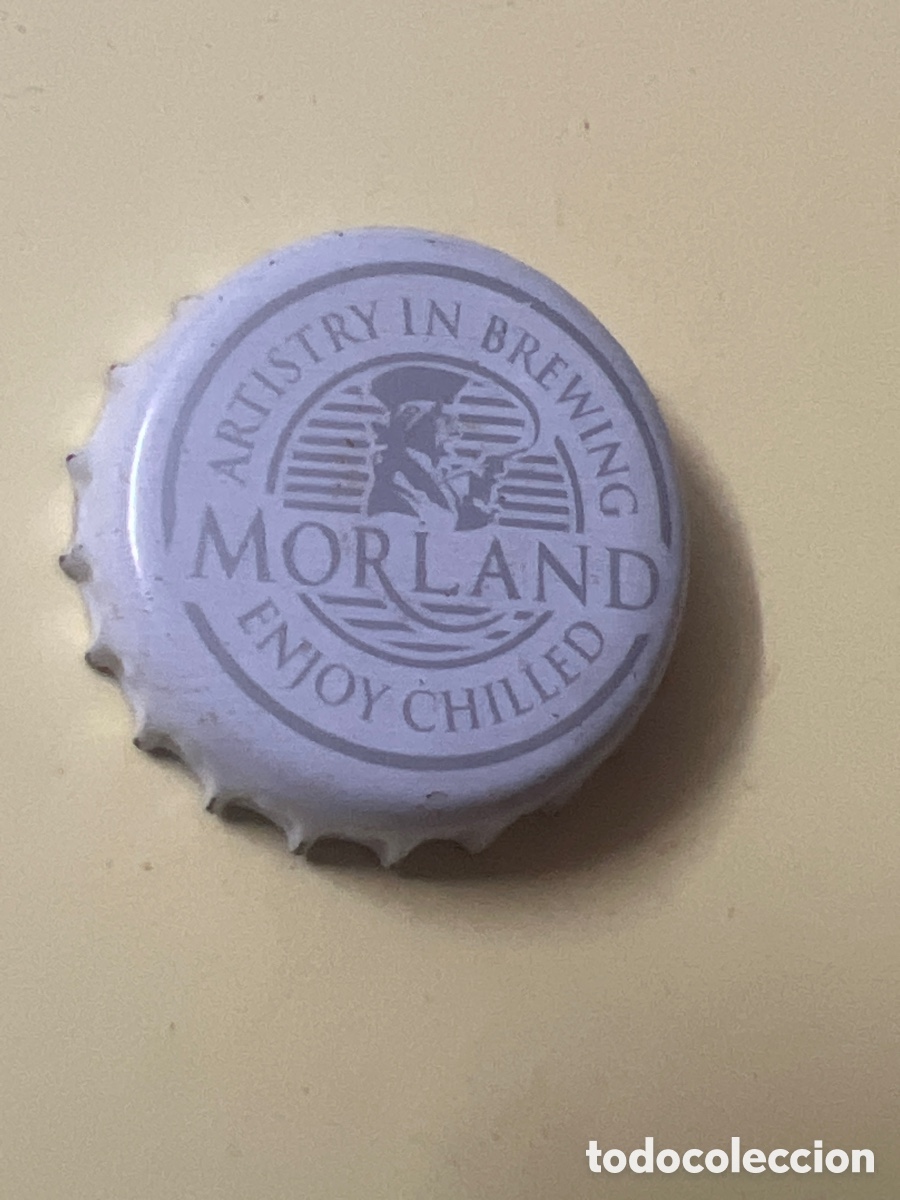 ARTISTRY IN BREWING
MORLAND
ENJOY CHILLED
todocoleccion